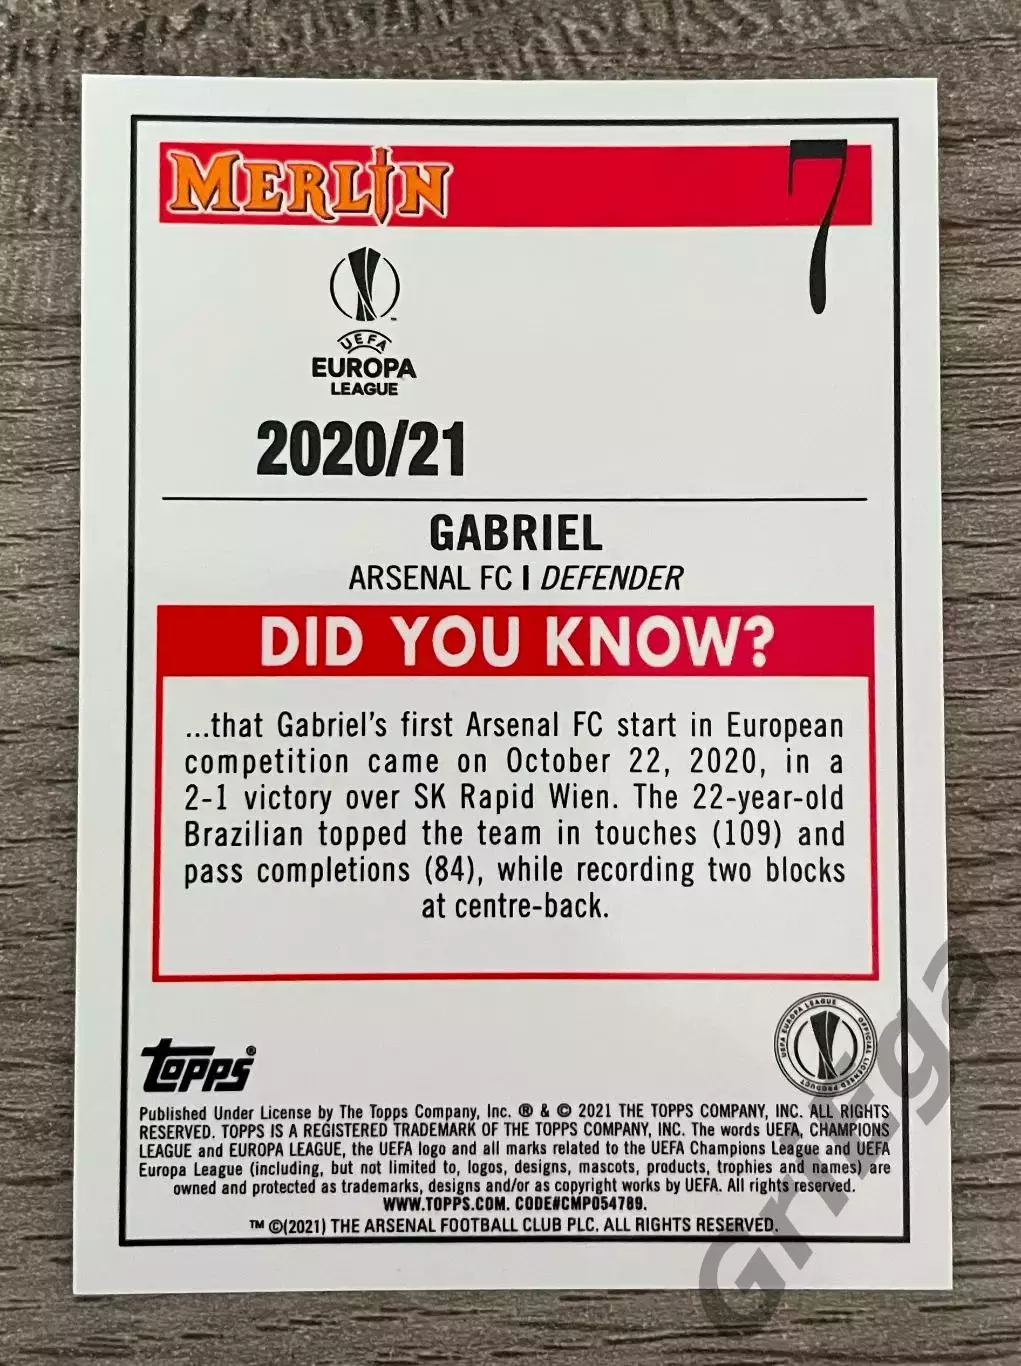 MERLIN
7
UEFA
EUROPA
LEAGUE
2020/21
GABRIEL
ARSENAL FC | DEFENDER
DID YOU KNOW?
...that Gabriel's first Arsenal FC start in European
competition came on October 22, 2020, in a
2-1 victory over SK Rapid Wien. The 22-year-old
Brazilian topped the team in touches (109) and
pass completions (84), while recording two blocks
at centre-back.
UEFA EUROPA LEAGUE OFFICIAL LICENSED PRODUCT
TOPPS®
Published Under License by The Topps Company, Inc. ® & © 2021 THE TOPPS COMPANY, INC. ALL RIGHTS
RESERVED. TOPPS IS A REGISTERED TRADEMARK OF THE TOPPS COMPANY, INC. The words UEFA, CHAMPIONS
LEAGUE and EUROPA LEAGUE, the UEFA logo and all marks related to the UEFA Champions League and UEFA
Europa League (including, but not limited to, logos, designs, mascots, products, trophies and names) are
owned and protected as trademarks, designs and/or as copyright works by UEFA. All rights reserved.
WWW.TOPPS.COM. CODE#CMP054789.
™ ©(2021) THE ARSENAL FOOTBALL CLUB PLC. ALL RIGHTS RESERVED.
GriEga